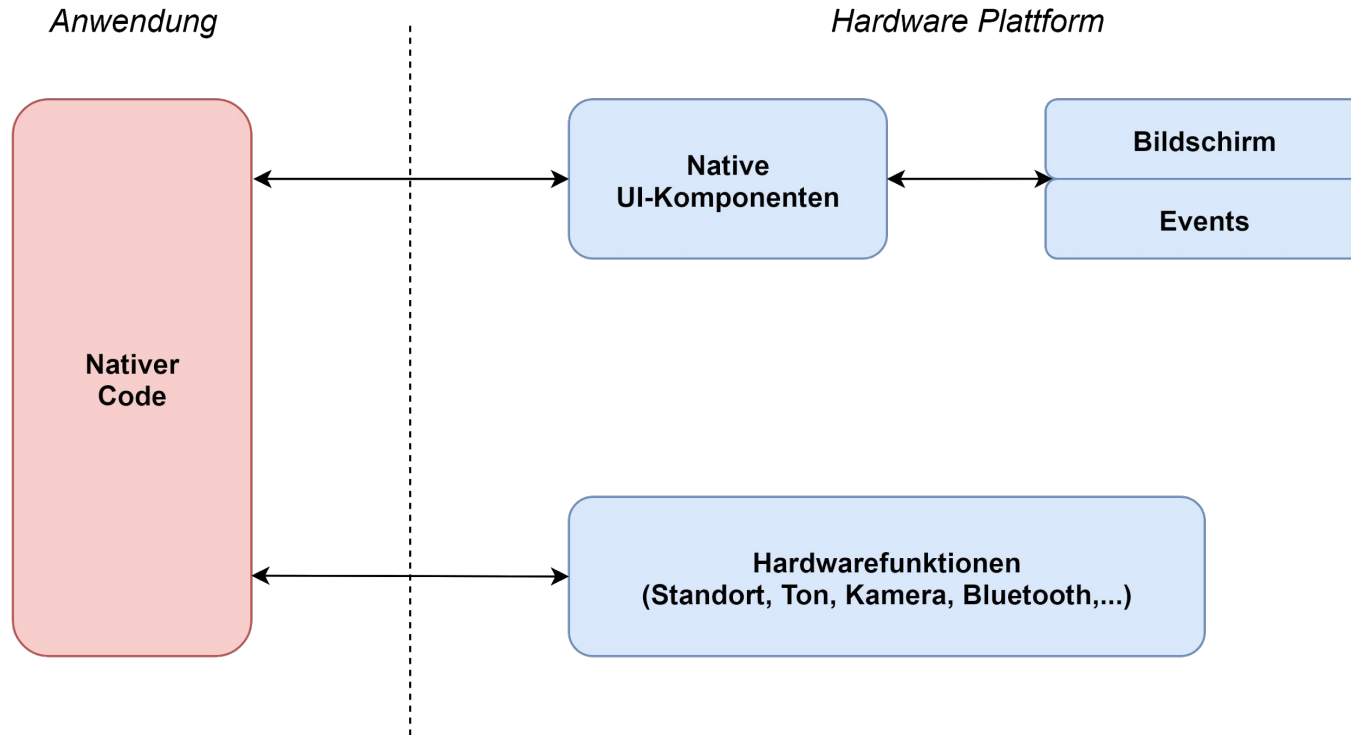 Anwendung
Hardware Plattform
Native
UI-Komponenten
Bildschirm
Events
Nativer
Code
Hardwarefunktionen
(Standort, Ton, Kamera, Bluetooth,...)